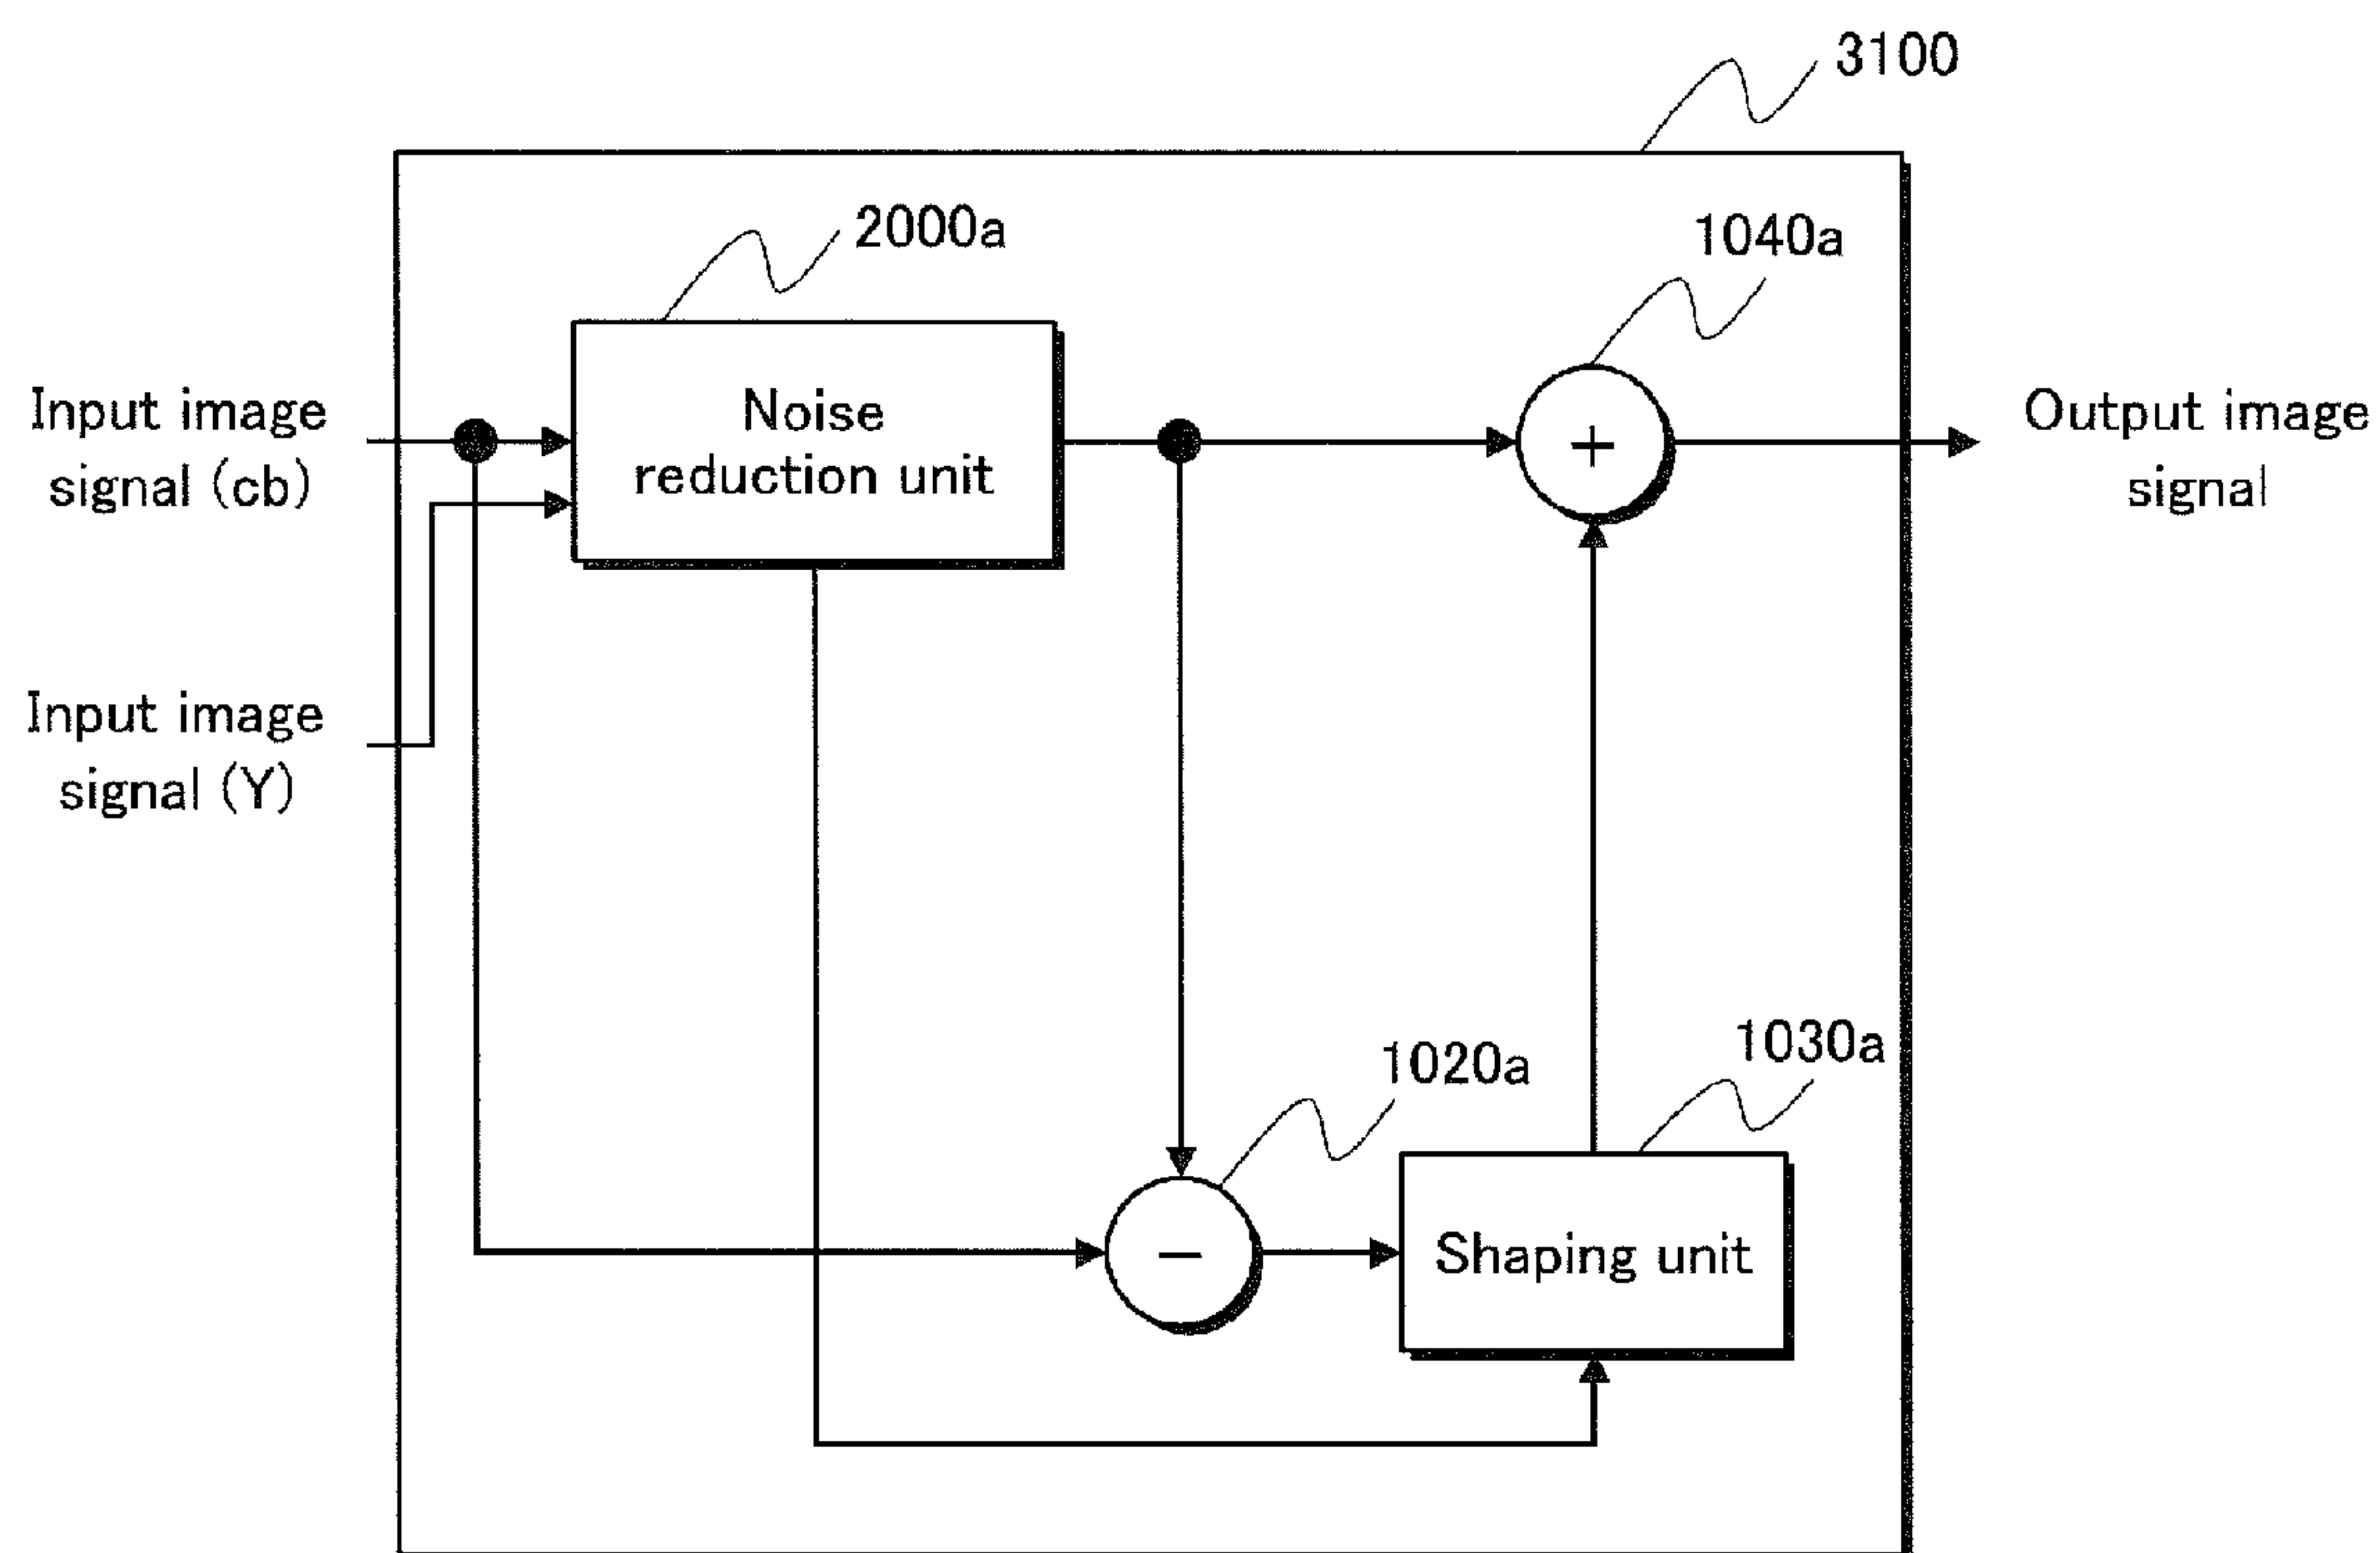 3100
2000a
1040a
Input image
signal (cb)
Noise
reduction unit
+
Output image
signal
Input image
signal (Y)
1020a
1030a
−
Shaping unit